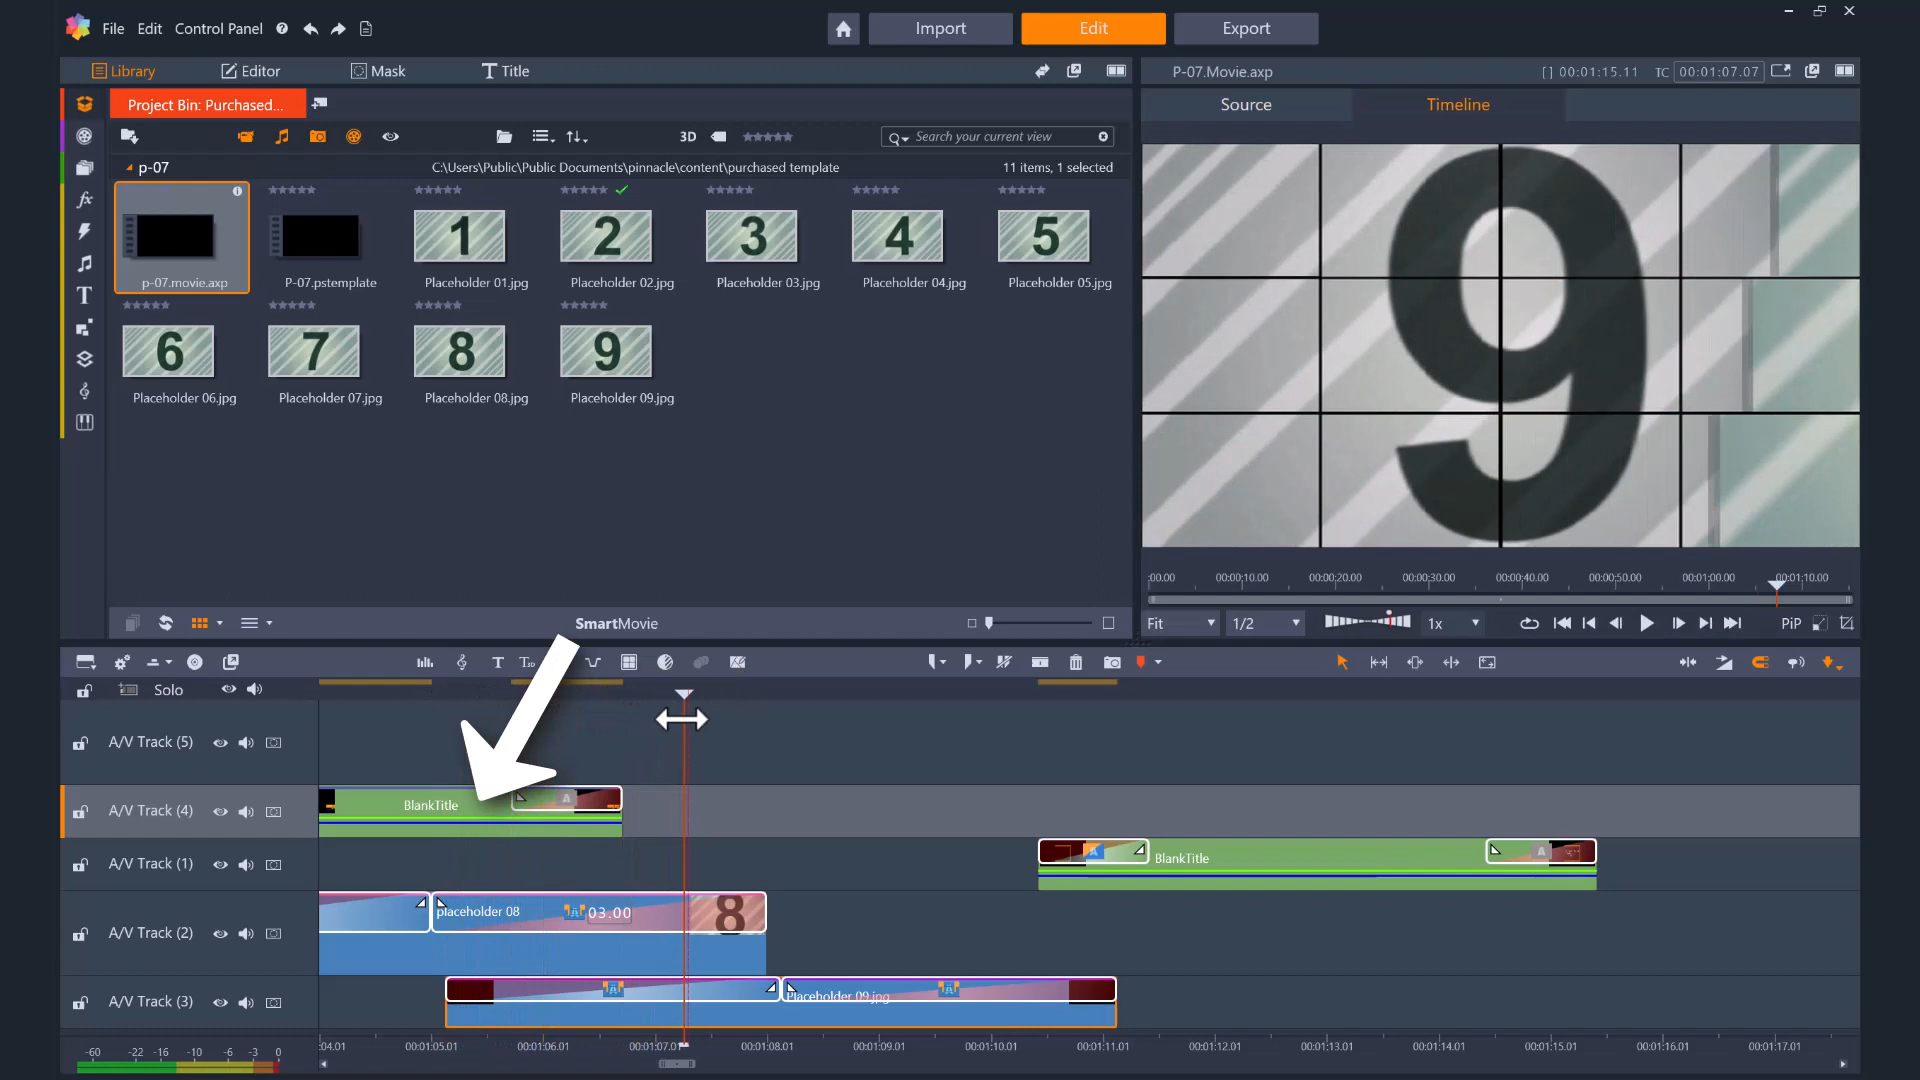 File Edit Control Panel ?
Import Edit Export
Library Editor Mask Title
P-07.Movie.axp [] 00:01:15.11 TC 00:01:07.07
Project Bin: Purchased...
Source Timeline
3D Search your current view
p-07 C:\Users\Public\Public Documents\pinnacle\content\purchased template 11 items, 1 selected
1 2 3 4 5
p-07.movie.axp P-07.pstemplate Placeholder 01.jpg Placeholder 02.jpg Placeholder 03.jpg Placeholder 04.jpg Placeholder 05.jpg
6 7 8 9
Placeholder 06.jpg Placeholder 07.jpg Placeholder 08.jpg Placeholder 09.jpg
9
:00.00 00:00:10.00 00:00:20.00 00:00:30.00 00:00:40.00 00:00:50.00 00:01:00.00 00:01:10.00
SmartMovie
Fit 1/2 1x PiP
Solo
A/V Track (5)
A/V Track (4) BlankTitle A
A/V Track (1) A BlankTitle A
A/V Track (2) placeholder 08 A 03.00 8
A/V Track (3) A Placeholder 09.jpg A
:04.01 00:01:05.01 00:01:06.01 00:01:07.01 00:01:08.01 00:01:09.01 00:01:10.01 00:01:11.01 00:01:12.01 00:01:13.01 00:01:14.01 00:01:15.01 00:01:16.01 00:01:17.01
-60 -22 -16 -10 -6 -3 0